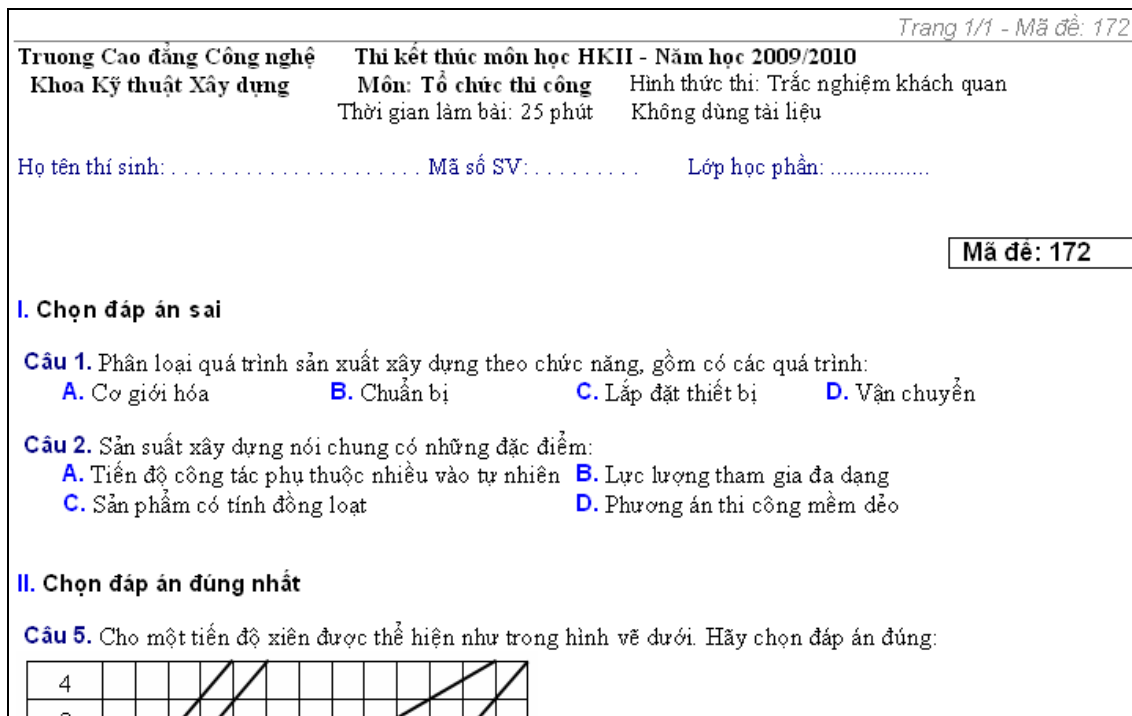 Trang 1/1 - Mã đề: 172
Truong Cao đẳng Công nghệ Thi kết thúc môn học HKII - Năm học 2009/2010
Khoa Kỹ thuật Xây dựng Môn: Tổ chức thi công Hình thức thi: Trắc nghiệm khách quan
Thời gian làm bài: 25 phút Không dùng tài liệu
Họ tên thí sinh: . . . . . . . . . . . . . . . . . . . . . Mã số SV: . . . . . . . . . Lớp học phần: ................
Mã đề: 172
I. Chọn đáp án sai
Câu 1. Phân loại quá trình sản xuất xây dựng theo chức năng, gồm có các quá trình:
A. Cơ giới hóa B. Chuẩn bị C. Lắp đặt thiết bị D. Vận chuyển
Câu 2. Sản suất xây dựng nói chung có những đặc điểm:
A. Tiến độ công tác phụ thuộc nhiều vào tự nhiên B. Lực lượng tham gia đa dạng
C. Sản phẩm có tính đồng loạt D. Phương án thi công mềm dẻo
II. Chọn đáp án đúng nhất
Câu 5. Cho một tiến độ xiên được thể hiện như trong hình vẽ dưới. Hãy chọn đáp án đúng:
4